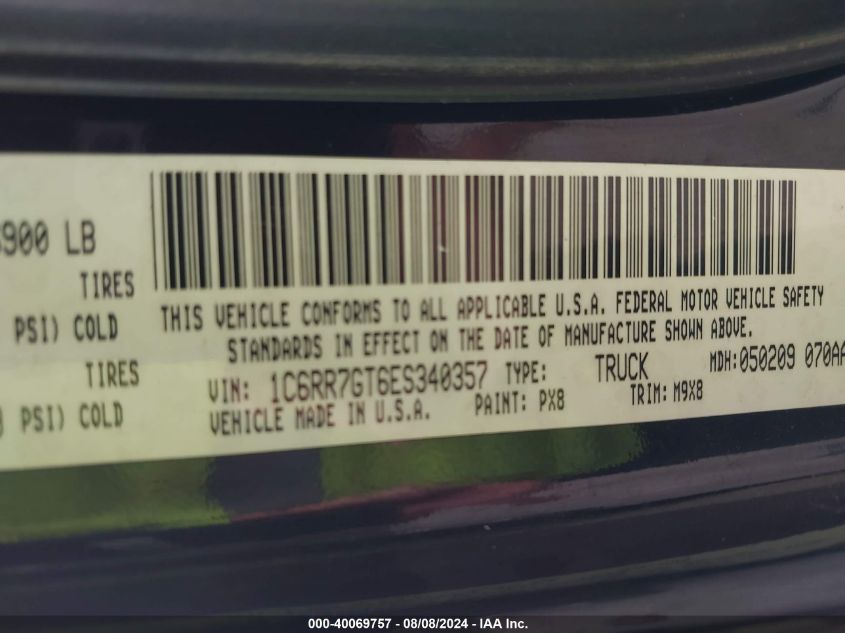 900 LB
TIRES
PSI) COLD
TIRES
PSI) COLD
THIS VEHICLE CONFORMS TO ALL APPLICABLE U.S.A. FEDERAL MOTOR VEHICLE SAFETY
STANDARDS IN EFFECT ON THE DATE OF MANUFACTURE SHOWN ABOVE.
VIN: 1C6RR7GT6ES340357 TYPE: TRUCK MDH:050209 070AA
VEHICLE MADE IN U.S.A. PAINT: PX8 TRIM: M9X8
000-40069757 - 08/08/2024 - IAA Inc.